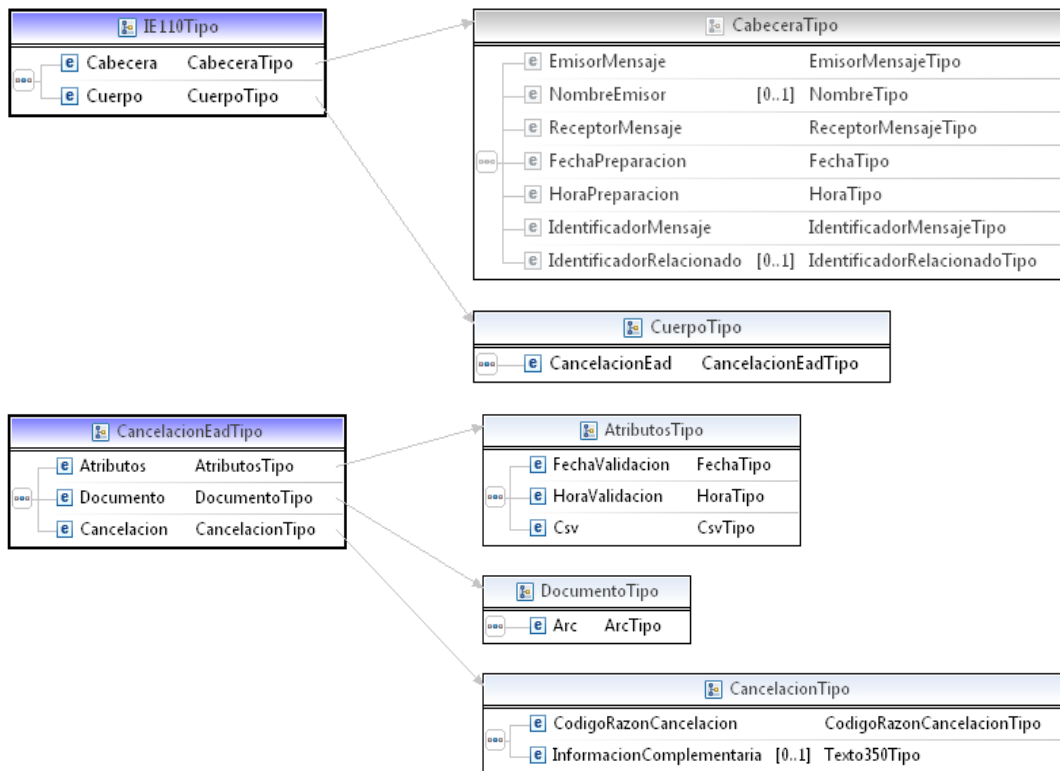 IE110Tipo
e Cabecera CabeceraTipo
e Cuerpo CuerpoTipo
CabeceraTipo
e EmisorMensaje EmisorMensajeTipo
e NombreEmisor [0..1] NombreTipo
e ReceptorMensaje ReceptorMensajeTipo
e FechaPreparacion FechaTipo
e HoraPreparacion HoraTipo
e IdentificadorMensaje IdentificadorMensajeTipo
e IdentificadorRelacionado [0..1] IdentificadorRelacionadoTipo
CuerpoTipo
e CancelacionEad CancelacionEadTipo
CancelacionEadTipo
e Atributos AtributosTipo
e Documento DocumentoTipo
e Cancelacion CancelacionTipo
AtributosTipo
e FechaValidacion FechaTipo
e HoraValidacion HoraTipo
e Csv CsvTipo
DocumentoTipo
e Arc ArcTipo
CancelacionTipo
e CodigoRazonCancelacion CodigoRazonCancelacionTipo
e InformacionComplementaria [0..1] Texto350Tipo